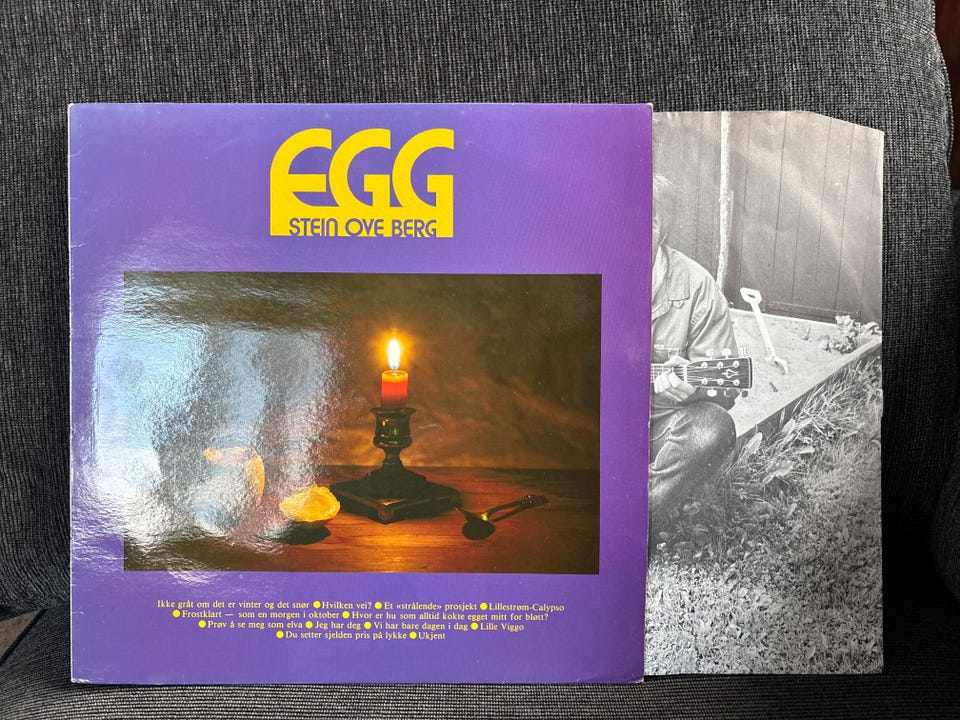 EGG
STEIN OVE BERG
Ikke gråt om det er vinter og det snør ● Hvilken vei? ● Et «strålende» prosjekt ● Lillestrøm-Calypso
● Frostklart — som en morgen i oktober ● Hvor er hu som alltid kokte egget mitt for bløtt?
● Prøv å se meg som elva ● Jeg har deg ● Vi har bare dagen i dag ● Lille Viggo
● Du setter sjelden pris på lykke ● Ukjent